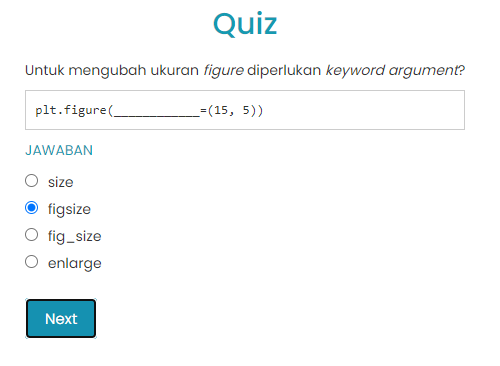 Quiz
Untuk mengubah ukuran figure diperlukan keyword argument?
plt.figure(____________=(15, 5))
JAWABAN
size
figsize
fig_size
enlarge
Next